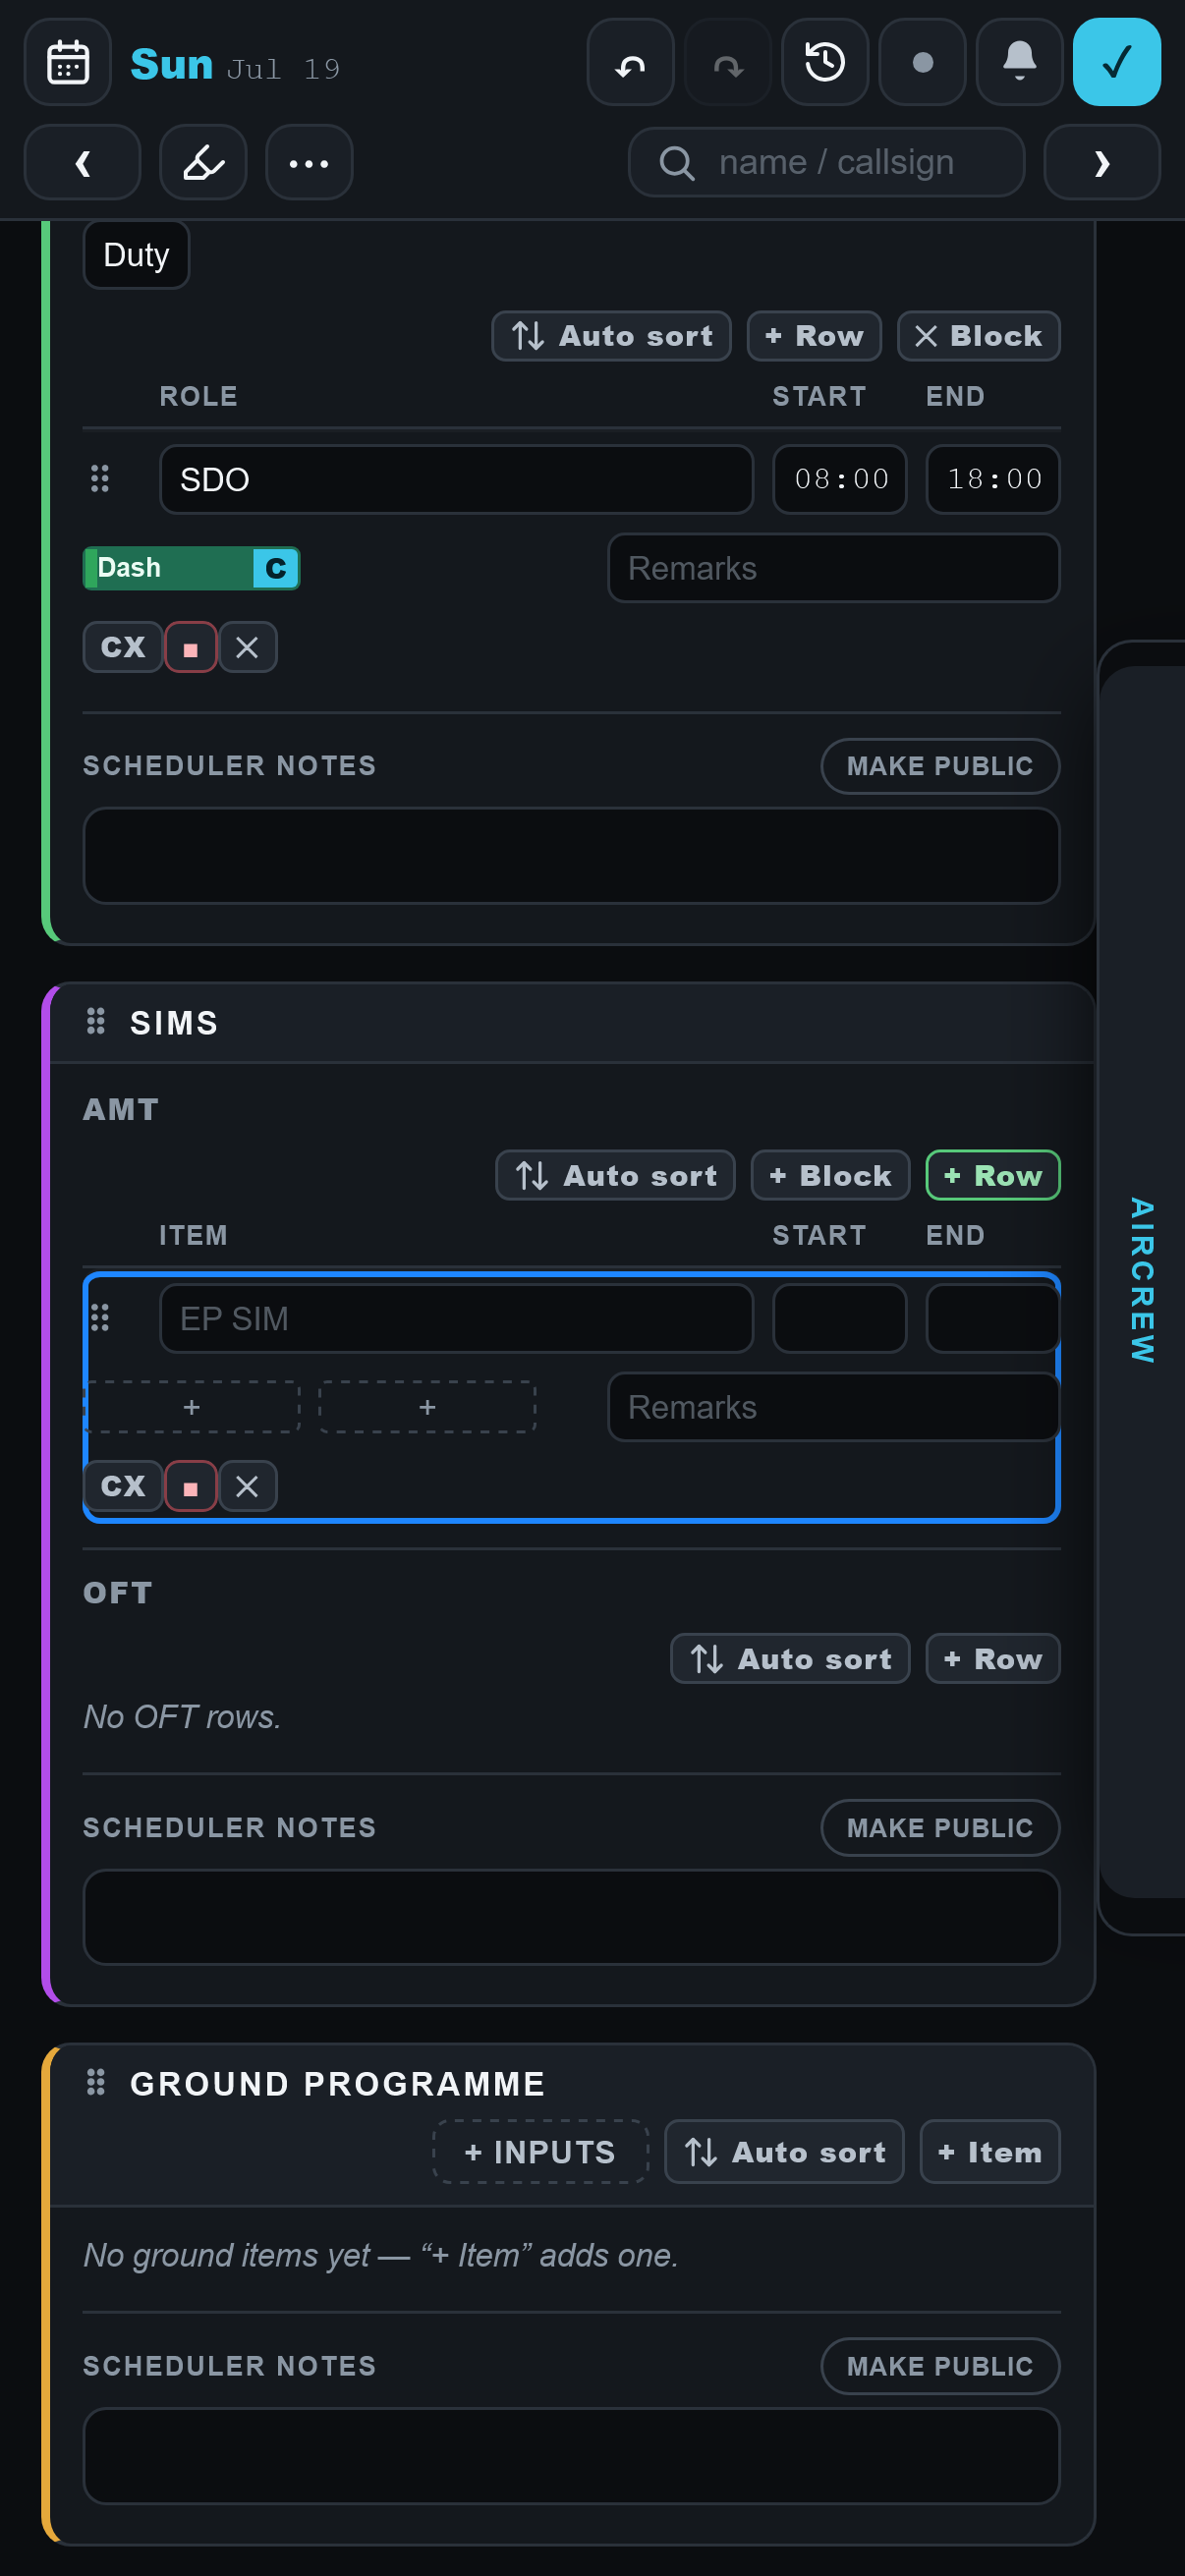 Sun Jul 19
name / callsign
Duty
Auto sort + Row × Block
ROLE START END
SDO 08:00 18:00
Dash C Remarks
CX
SCHEDULER NOTES MAKE PUBLIC
SIMS
AMT
Auto sort + Block + Row
ITEM START END
EP SIM
+ + Remarks
CX
AIRCREW
OFT
Auto sort + Row
No OFT rows.
SCHEDULER NOTES MAKE PUBLIC
GROUND PROGRAMME
+ INPUTS Auto sort + Item
No ground items yet — “+ Item” adds one.
SCHEDULER NOTES MAKE PUBLIC